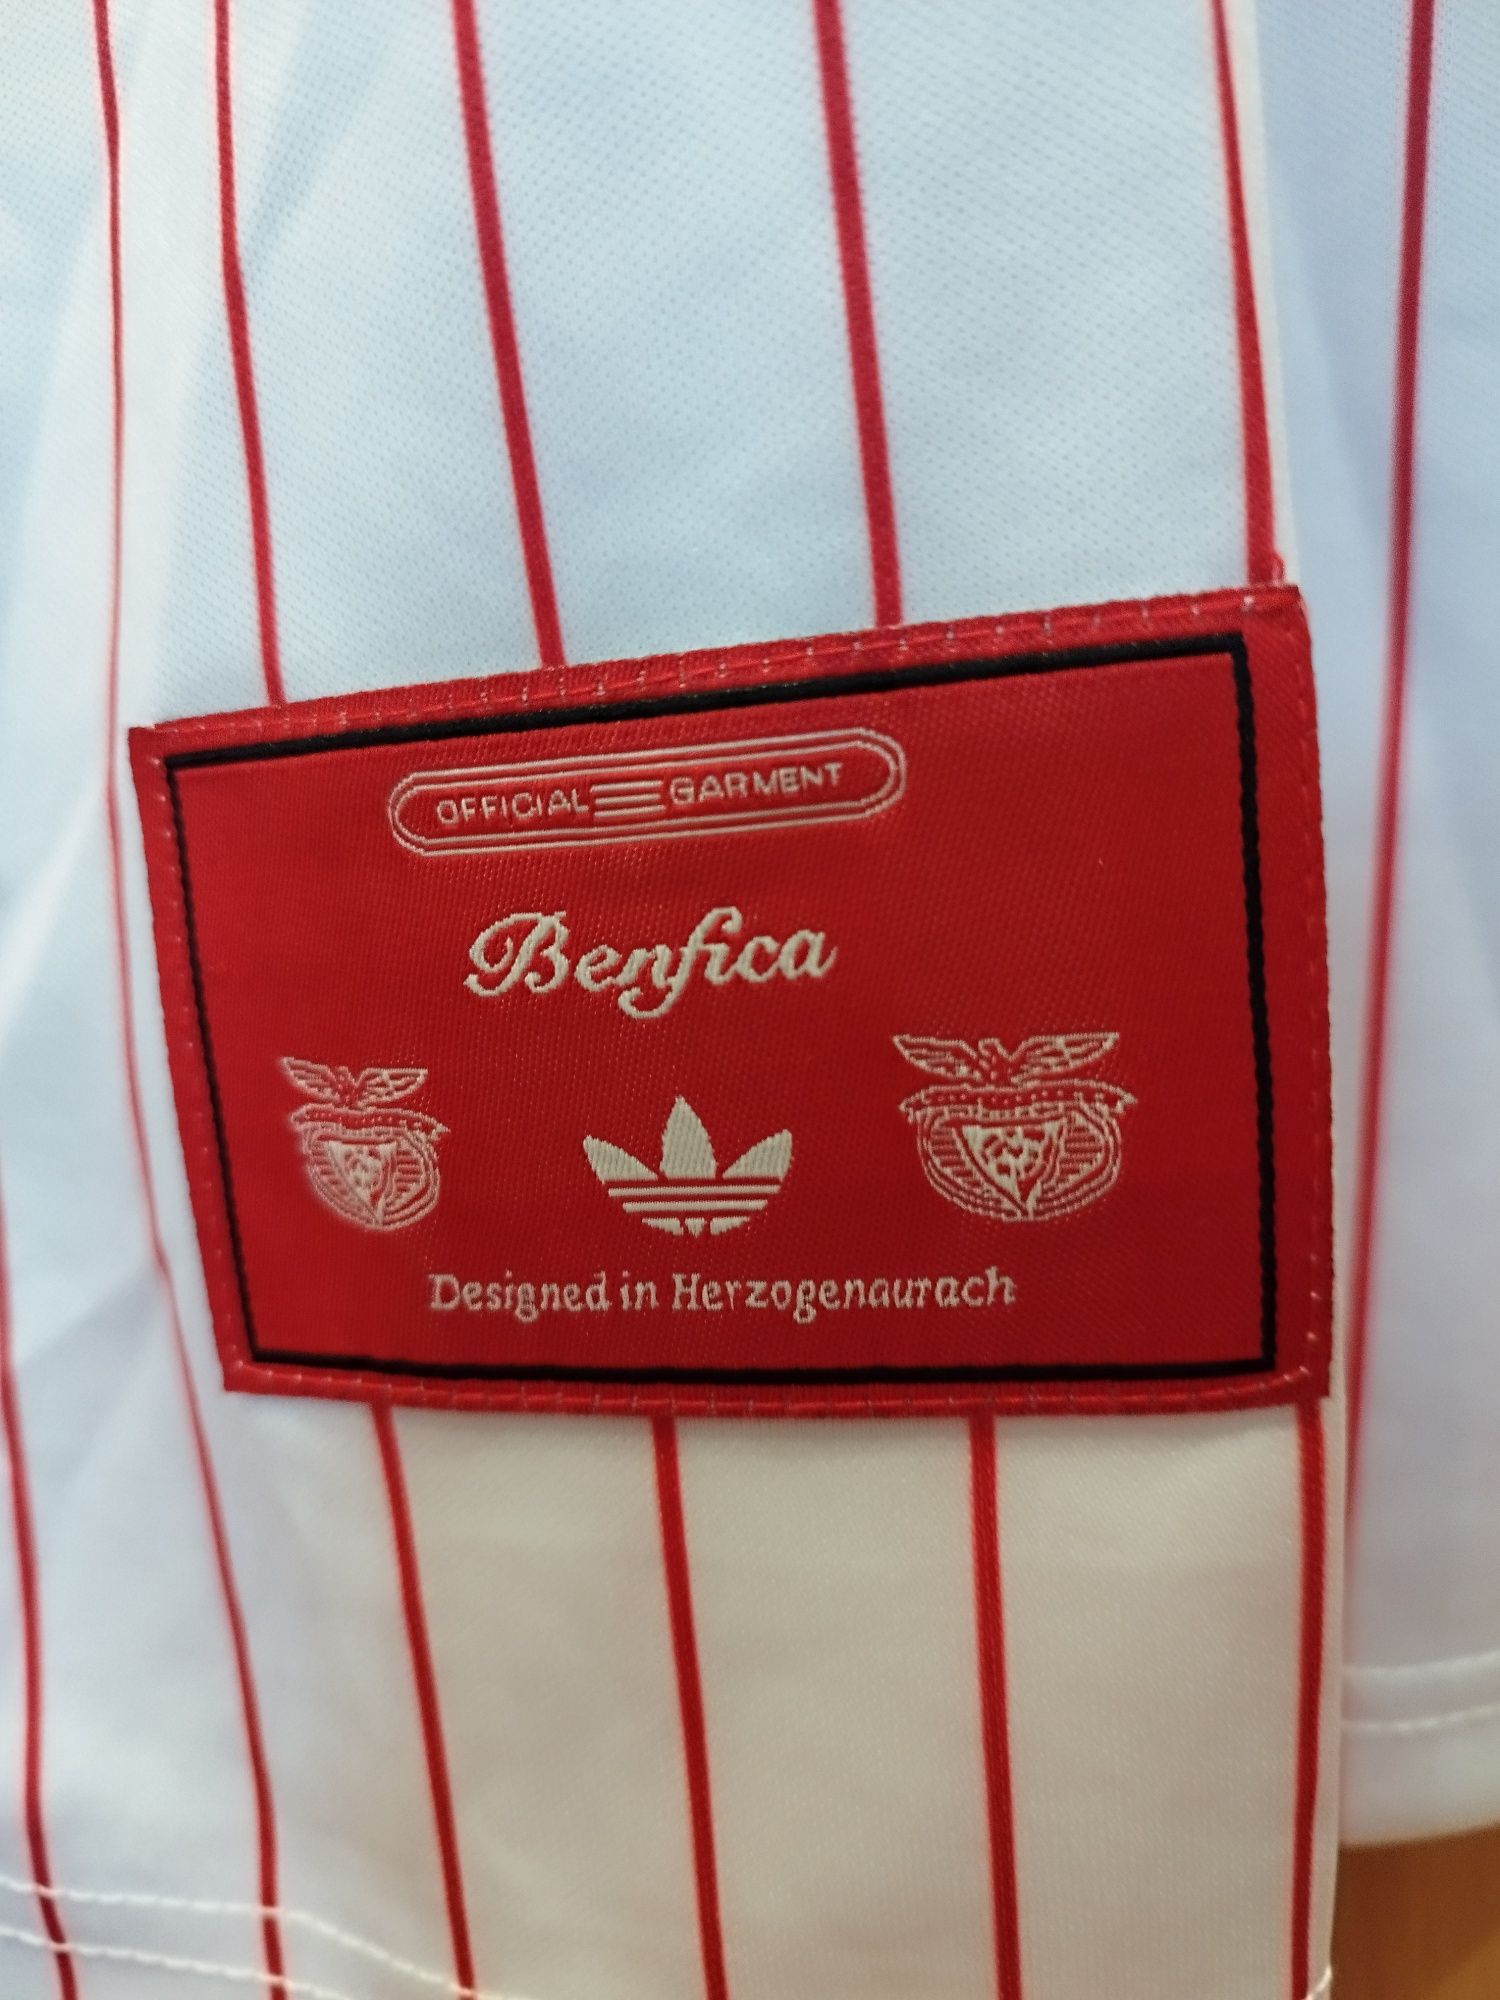 OFFICIAL GARMENT
Benfica
Designed in Herzogenaurach